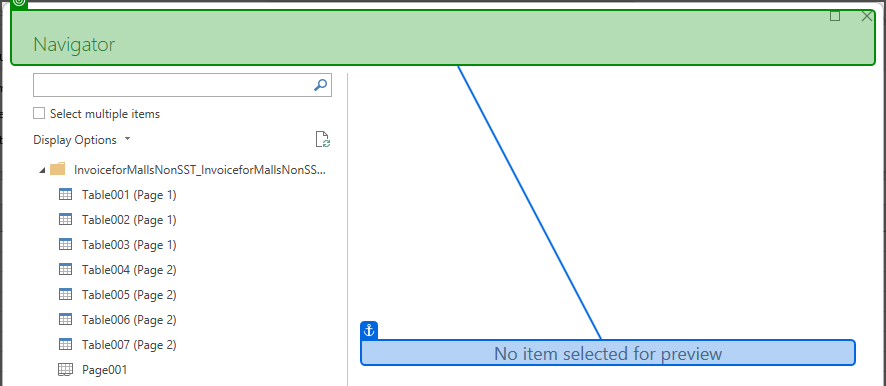 Navigator
Select multiple items
Display Options
InvoiceforMallsNonSST_InvoiceforMallsNonSS...
Table001 (Page 1)
Table002 (Page 1)
Table003 (Page 1)
Table004 (Page 2)
Table005 (Page 2)
Table006 (Page 2)
Table007 (Page 2)
No item selected for preview
Page001